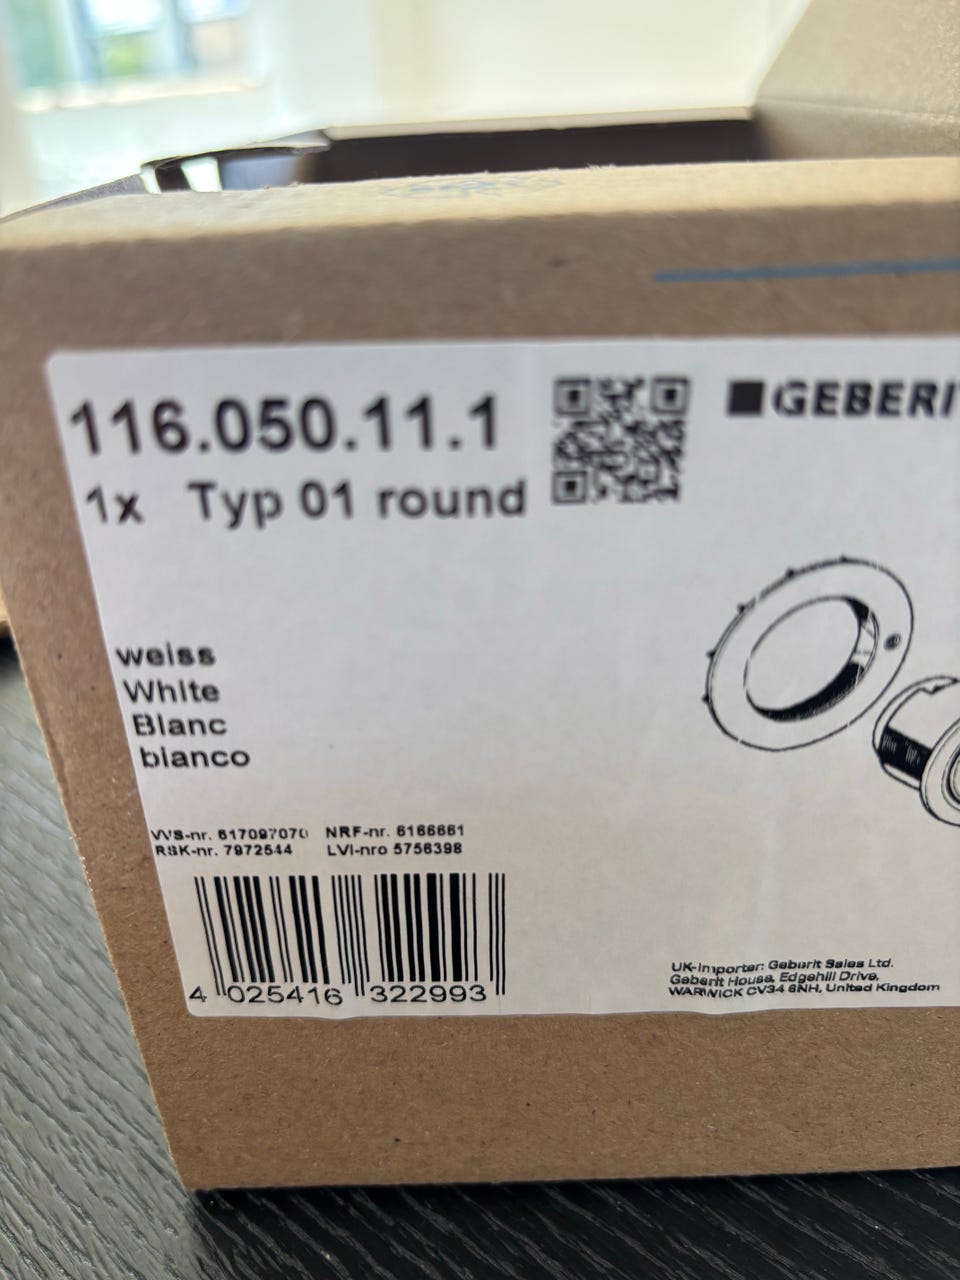 116.050.11.1
GEBERIT
1x Typ 01 round
weiss
White
Blanc
bianco
VVS-nr. 617097070 NRF-nr. 6166661
RSK-nr. 7972544 LVI-nro 5756398
4 025416 322993
UK-Importer: Geberit Sales Ltd.
Geberit House, Edgehill Drive,
WARWICK CV34 6NH, United Kingdom